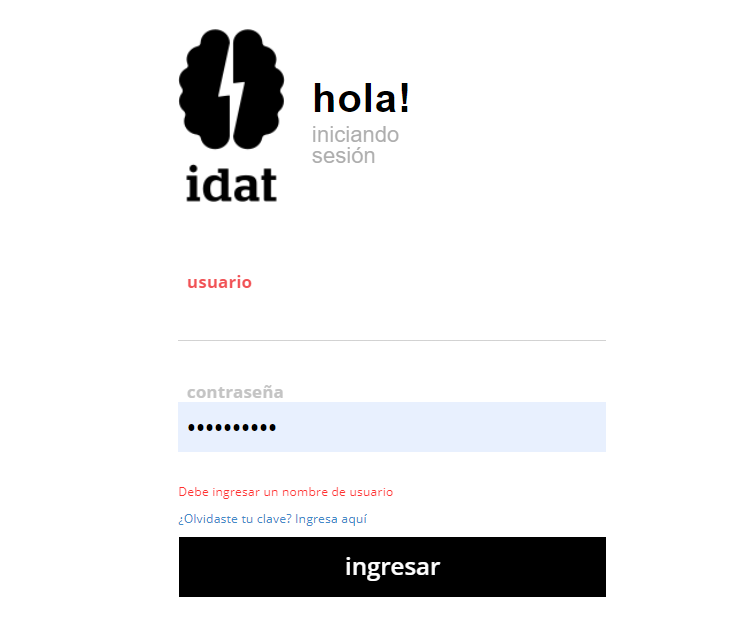 hola!
iniciando
sesión
idat
usuario
contraseña
••••••••••
Debe ingresar un nombre de usuario
¿Olvidaste tu clave? Ingresa aquí
ingresar